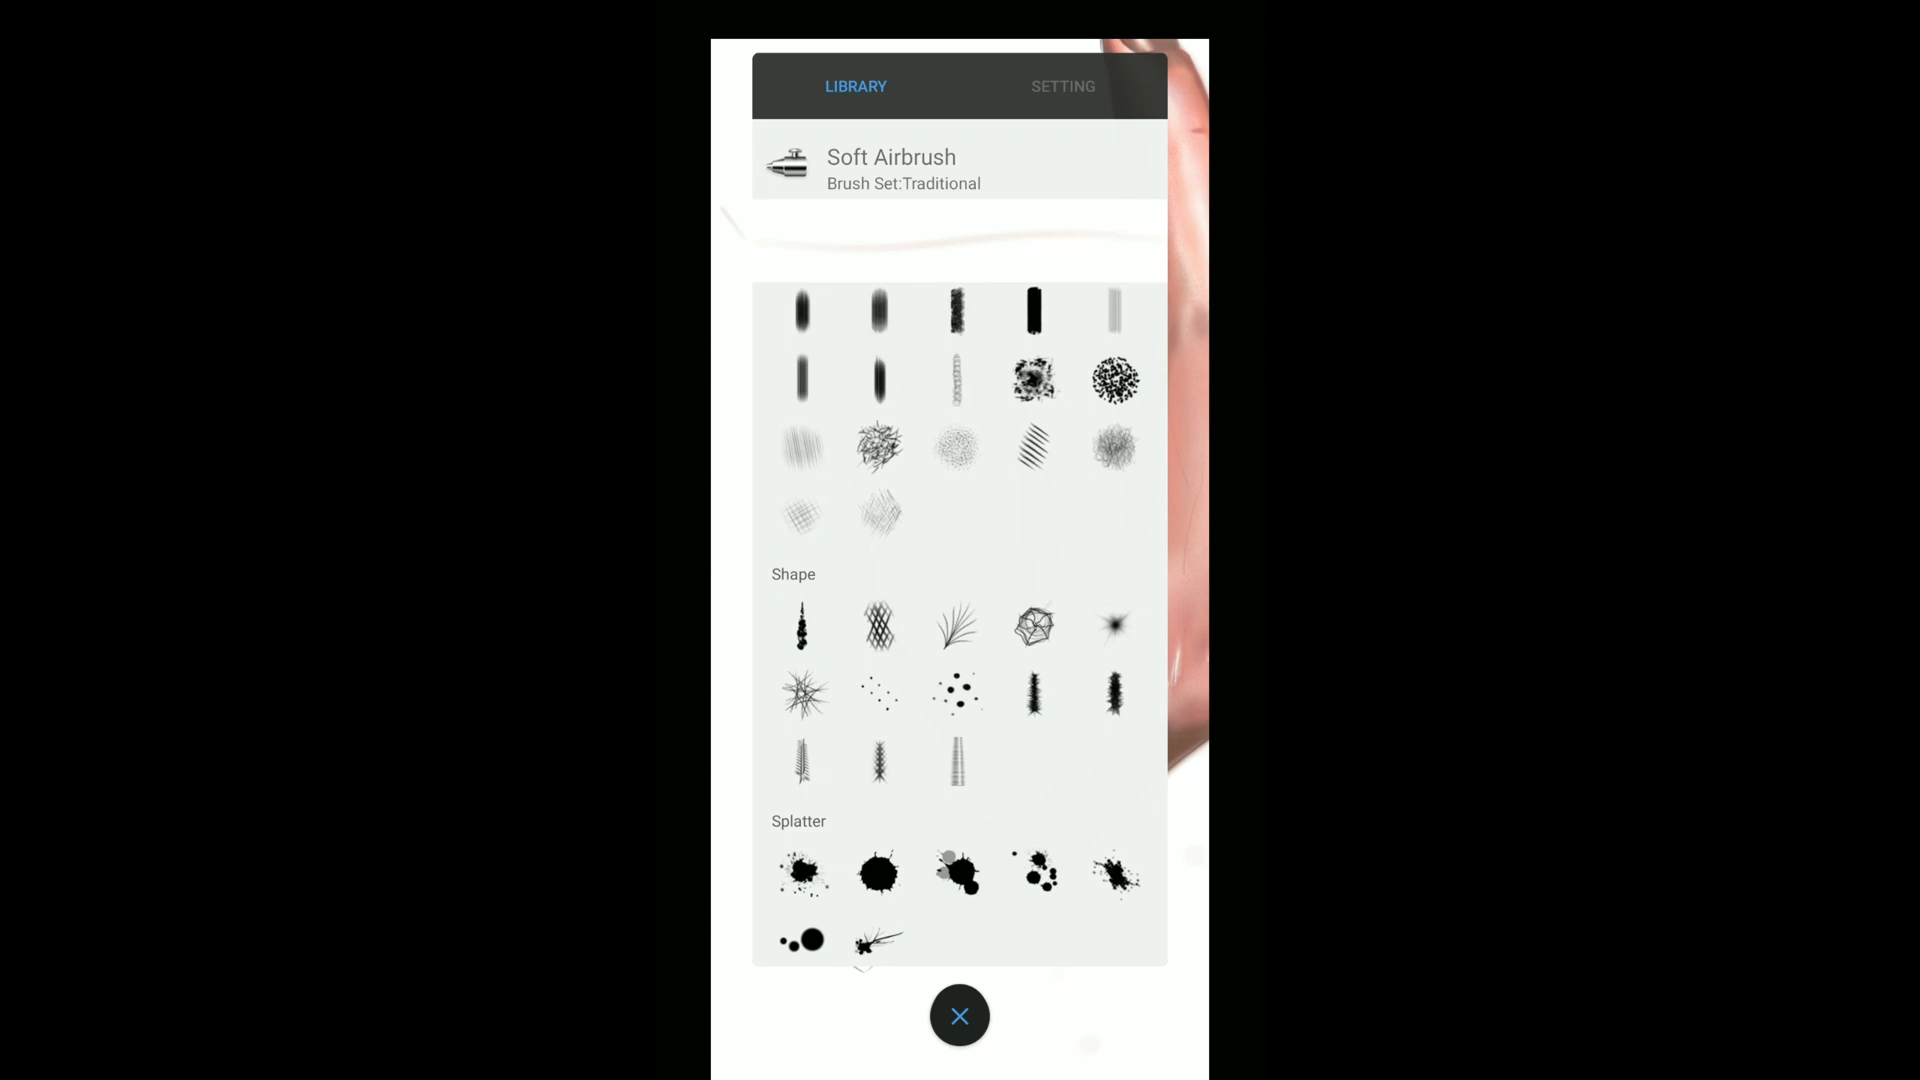 LIBRARY
SETTING
Soft Airbrush
Brush Set:Traditional
Shape
Splatter